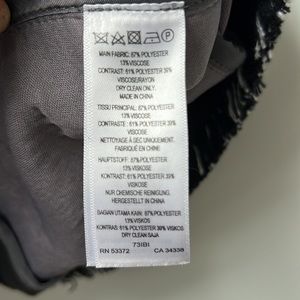 MAIN FABRIC: 87% POLYESTER
13%VISCOSE
CONTRAST: 61% POLYESTER 39%
VISCOSE/RAYON
DRY CLEAN ONLY.
MADE IN CHINA
TISSU PRINCIPAL: 87% POLYESTER
13% VISCOSE
CONTRASTE : 61% POLYESTER 39%
VISCOSE
NETTOYAGE À SEC UNIQUEMENT.
FABRIQUÉ EN CHINE
HAUPTSTOFF: 87% POLYESTER
13% VISKOSE
KONTRAST: 61% POLYESTER 39%
VISKOSE
NUR CHEMISCHE REINIGUNG.
HERGESTELLT IN CHINA
BAGIAN UTAMA KAIN: 87% POLYESTER
13% VISKOSA
KONTRAS: 61% POLYESTER 39% VISKOSA
DRY CLEAN SAJA
73IBI
RN 53372 CA 34338